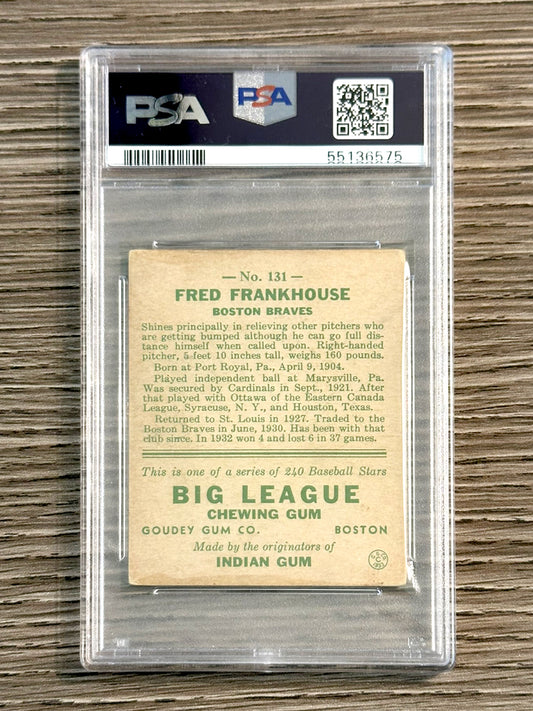 PSA
PSA
55136575
— No. 131 —
FRED FRANKHOUSE
BOSTON BRAVES
Shines principally in relieving other pitchers who
are getting bumped although he can go full dis-
tance himself when called upon. Right-handed
pitcher, 5 feet 10 inches tall, weighs 160 pounds.
Born at Port Royal, Pa., April 9, 1904.
Played independent ball at Marysville, Pa.
Was secured by Cardinals in Sept., 1921. After
that played with Ottawa of the Eastern Canada
League, Syracuse, N. Y., and Houston, Texas.
Returned to St. Louis in 1927. Traded to the
Boston Braves in June, 1930. Has been with that
club since. In 1932 won 4 and lost 6 in 37 games.
This is one of a series of 240 Baseball Stars
BIG LEAGUE
CHEWING GUM
GOUDEY GUM CO. BOSTON
Made by the originators of
INDIAN GUM